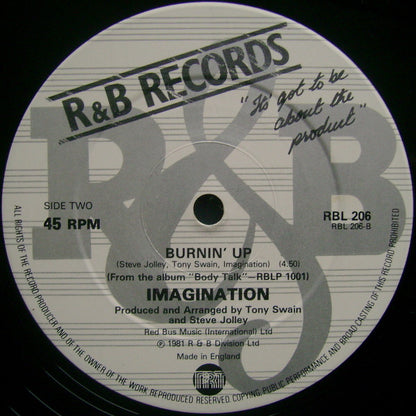 R&B
R&B RECORDS
"Its got to be
about the
product"
SIDE TWO
45 RPM
RBL 206
RBL 206-B
BURNIN' UP
(Steve Jolley, Tony Swain, Imagination) (4.50)
(From the album "Body Talk"—RBLP 1001)
IMAGINATION
Produced and Arranged by Tony Swain
and Steve Jolley
Red Bus Music (International) Ltd
℗ 1981 R & B Division Ltd
Made in England
ALL RIGHTS OF THE RECORD PRODUCER AND OF THE OWNER OF THE WORK REPRODUCED RESERVED COPYING PUBLIC PERFORMANCE AND BROADCASTING OF THIS RECORD PROHIBITED